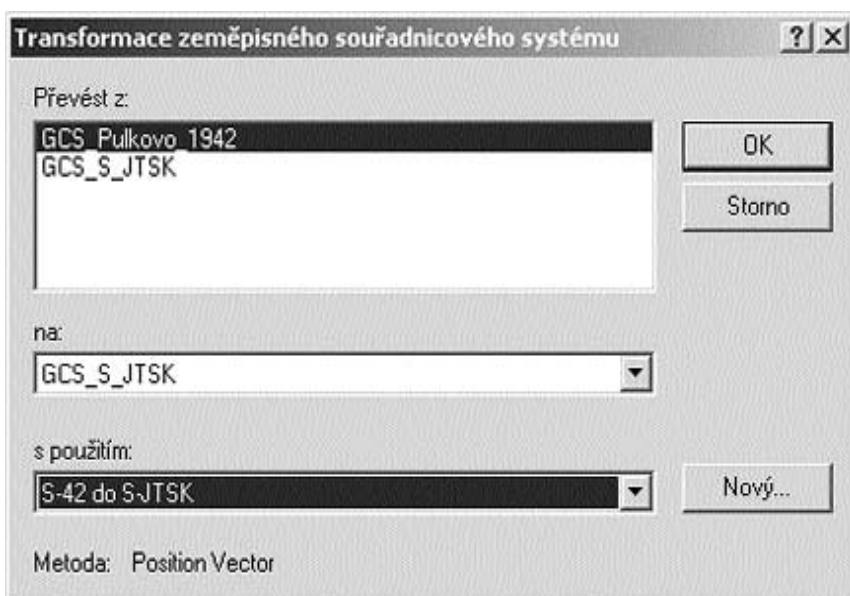 Transformace zeměpisného souřadnicového systému
Převést z:
GCS_Pulkovo_1942
GCS_S_JTSK
OK
Storno
na:
GCS_S_JTSK
s použitím:
S-42 do S-JTSK
Nový...
Metoda: Position Vector